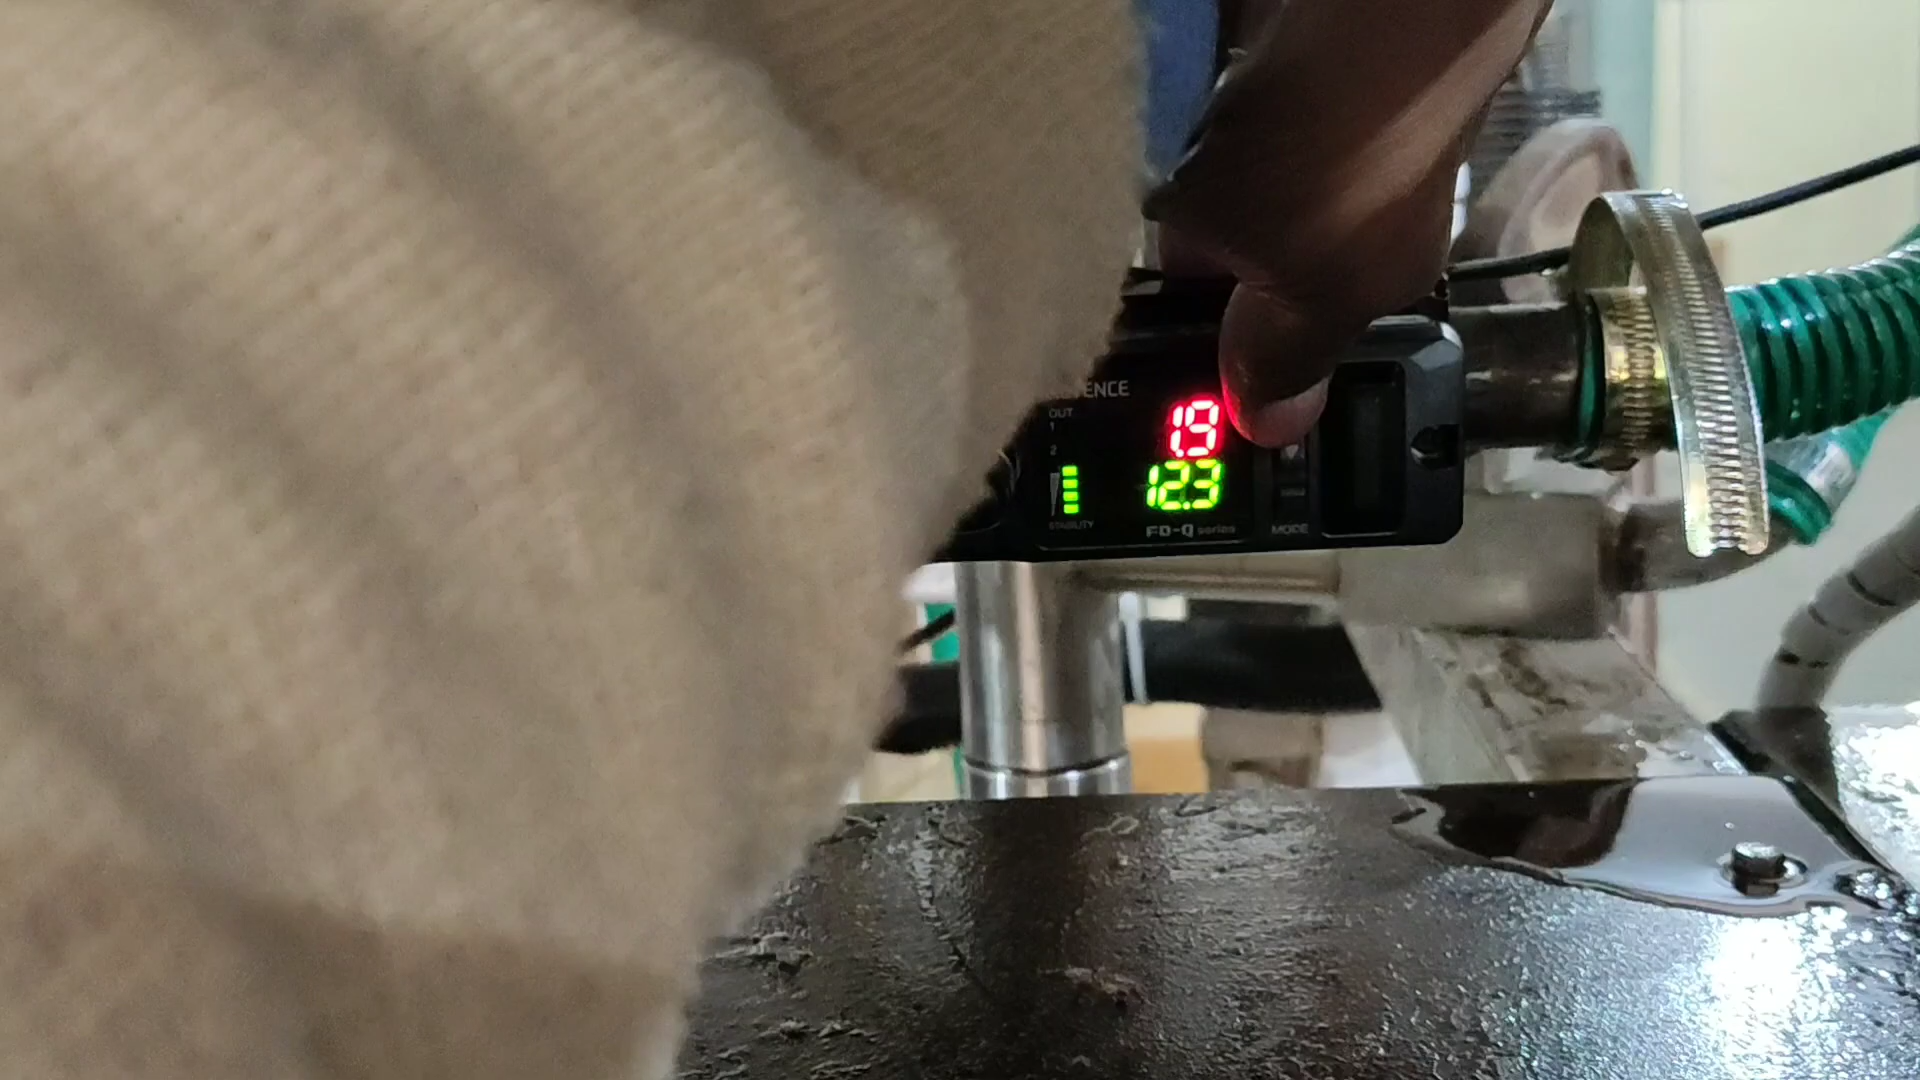 ENCE
OUT
1
1.9
2
12.3
STABILITY
FD-Q series
MODE